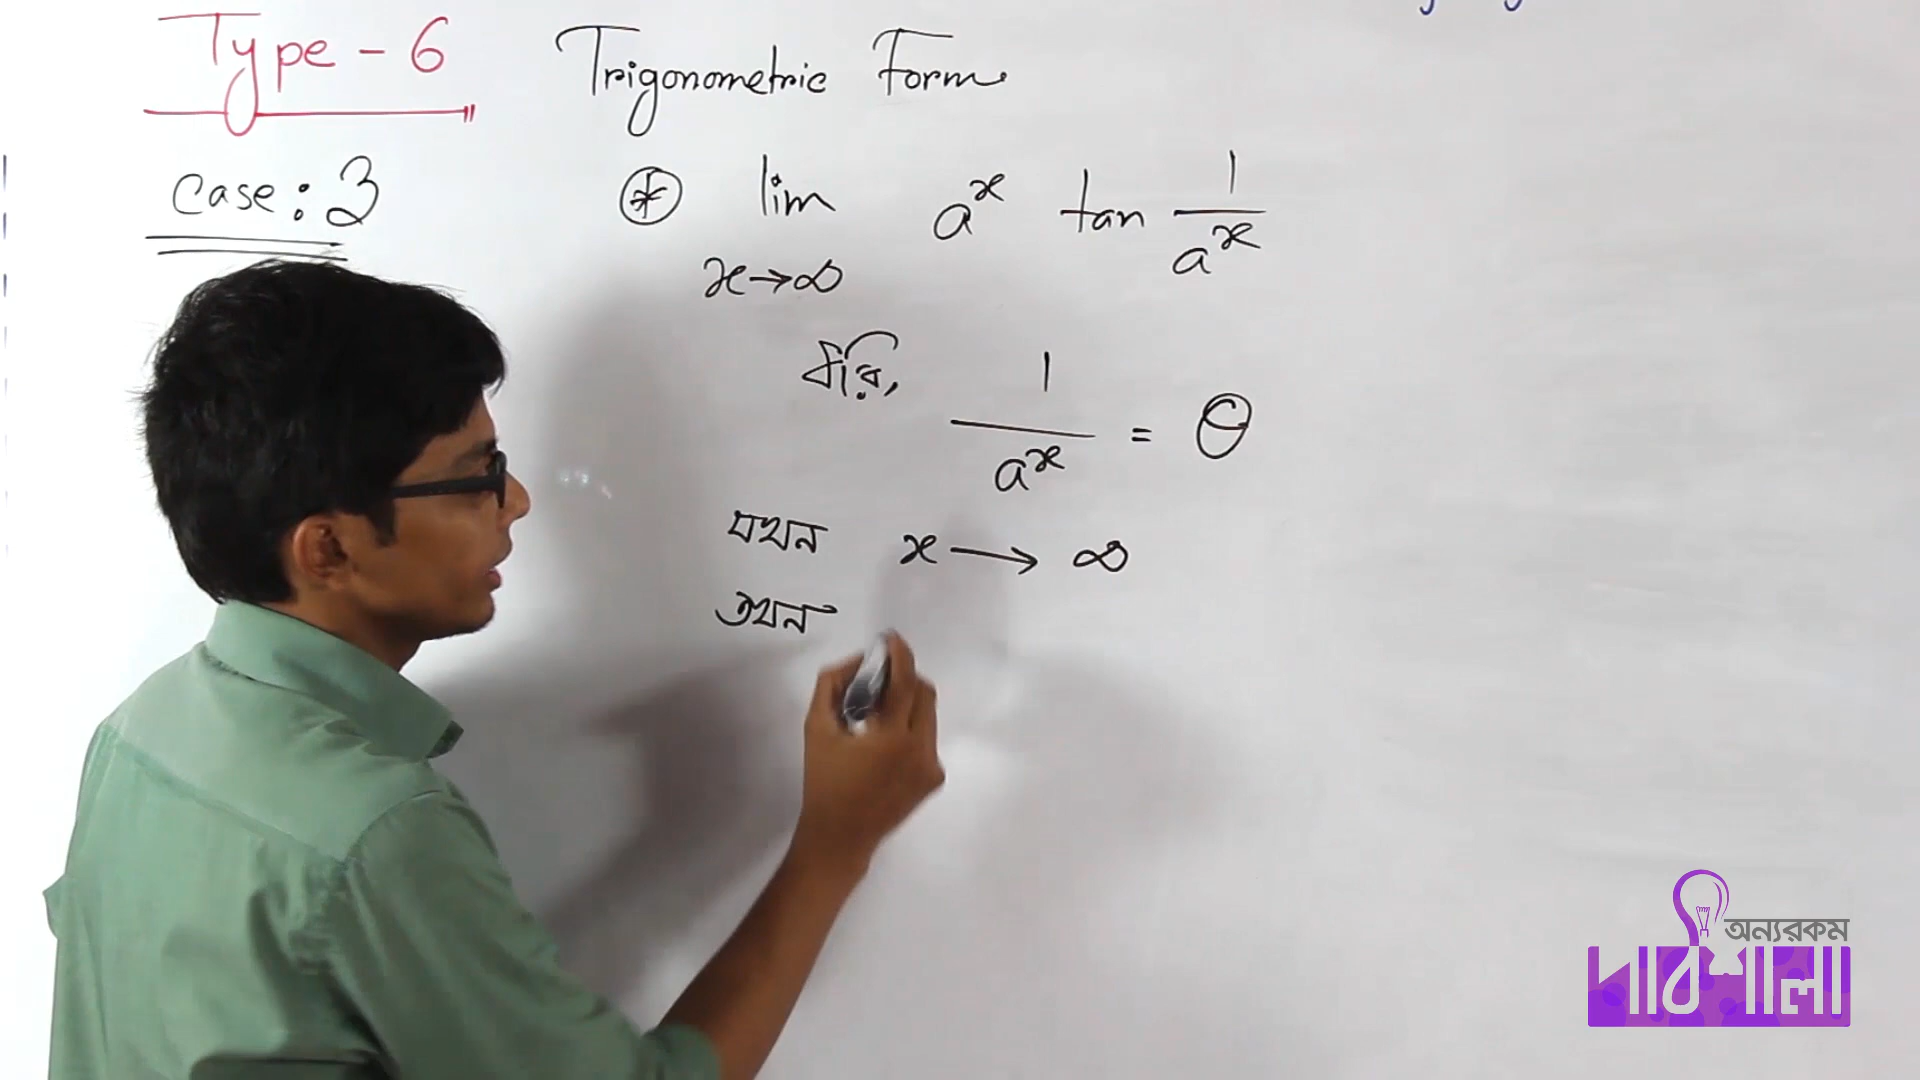 Type - 6 Trigonometric Form
Case: 3
* lim a^x tan 1/a^x
x→∞
ধরি, 1/a^x = θ
যখন x → ∞
তখন
অন্যরকম
পাঠশালা